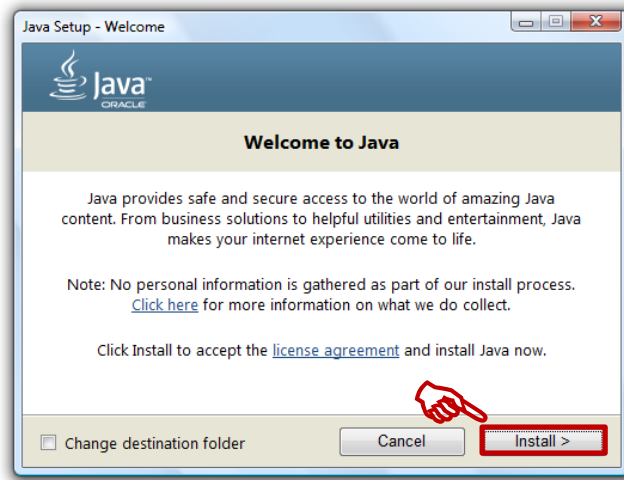 Java Setup - Welcome
Java™
ORACLE
Welcome to Java
Java provides safe and secure access to the world of amazing Java
content. From business solutions to helpful utilities and entertainment, Java
makes your internet experience come to life.
Note: No personal information is gathered as part of our install process.
Click here for more information on what we do collect.
Click Install to accept the license agreement and install Java now.
Change destination folder
Cancel
Install >